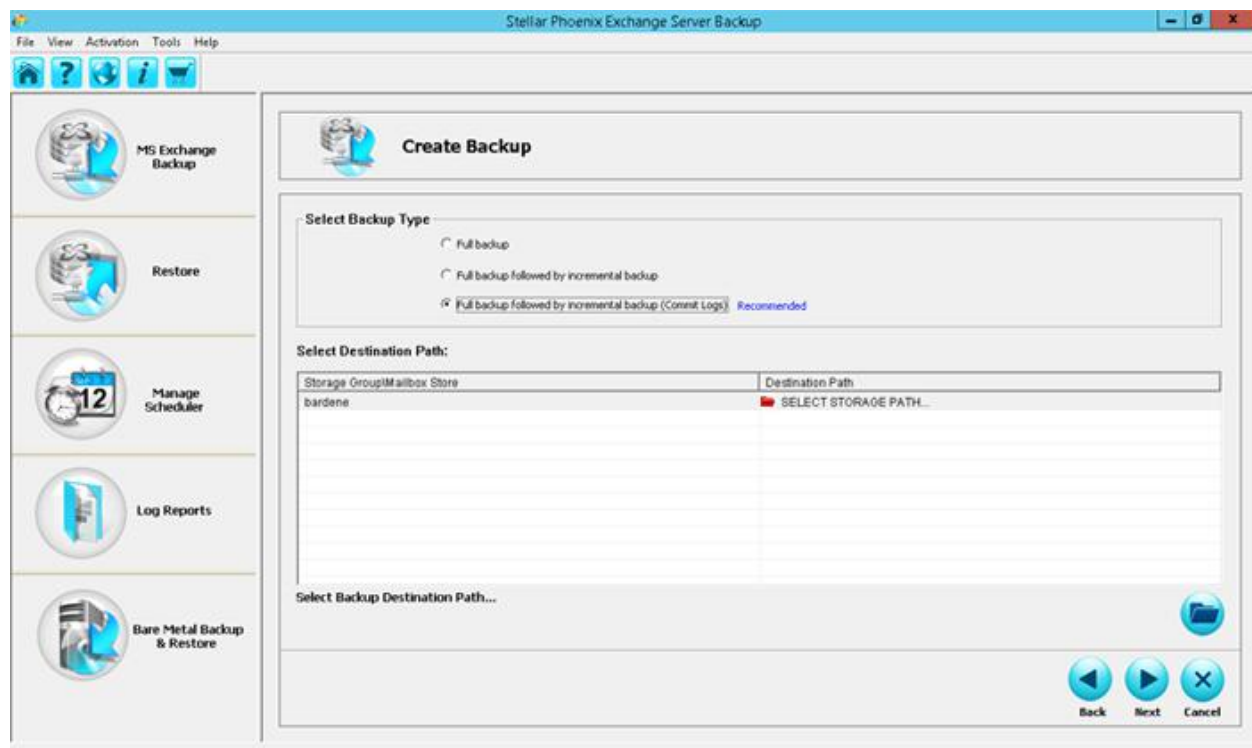 Stellar Phoenix Exchange Server Backup
File View Activation Tools Help
MS Exchange
Backup
Restore
12
Manage
Scheduler
Log Reports
Bare Metal Backup
& Restore
Create Backup
Select Backup Type
Full backup
Full backup followed by incremental backup
Full backup followed by incremental backup (Commit Logs) Recommended
Select Destination Path:
Storage Group\Mailbox Store Destination Path
bardene SELECT STORAGE PATH...
Select Backup Destination Path...
Back Next Cancel